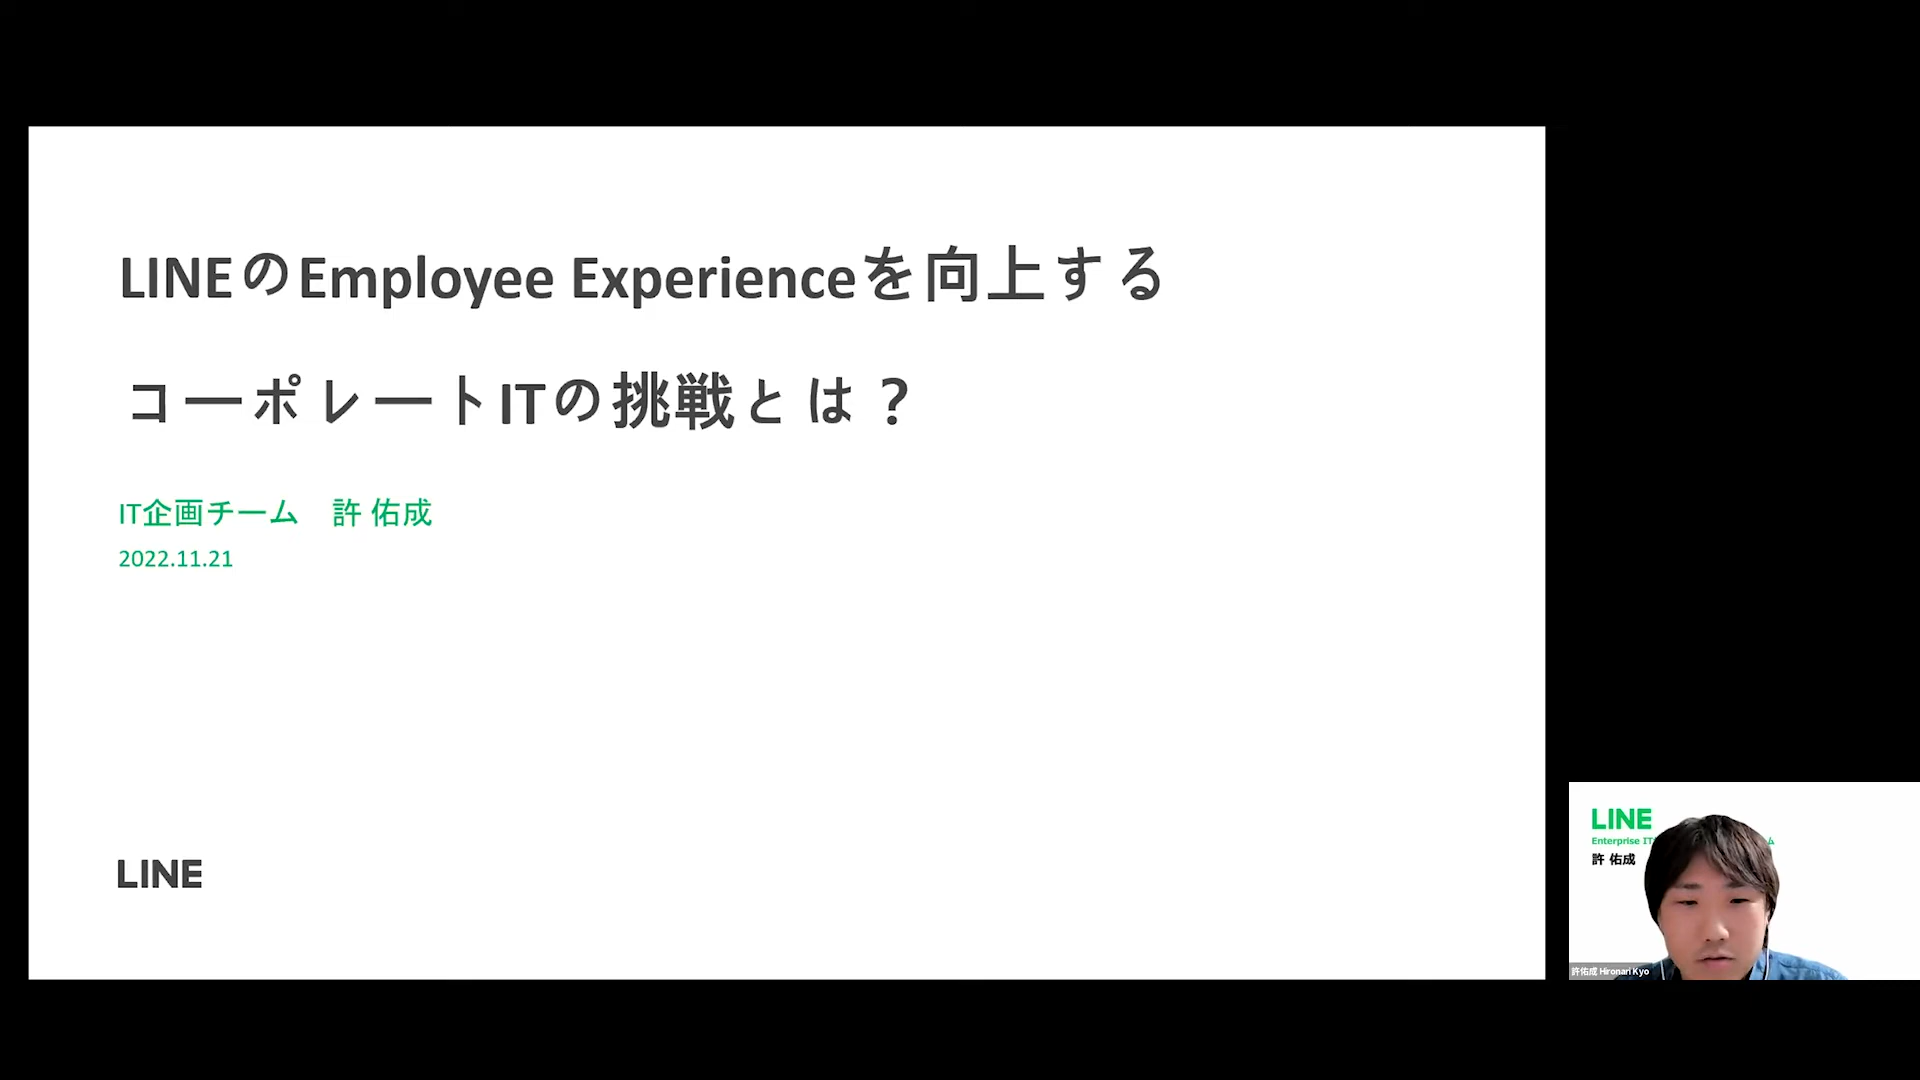 LINEのEmployee Experienceを向上する
コーポレートITの挑戦とは？
IT企画チーム　許 佑成
2022.11.21
LINE
LINE
Enterprise IT
ム
許 佑成
許佑成 Hironari Kyo